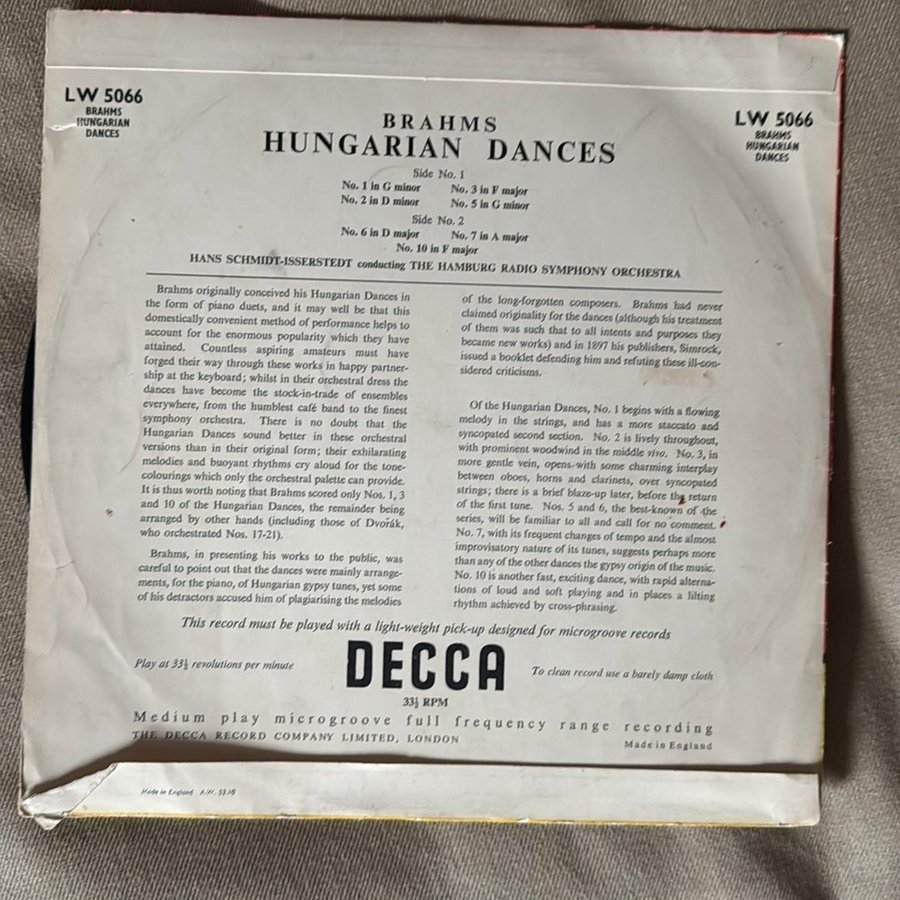 LW 5066
BRAHMS
HUNGARIAN
DANCES
LW 5066
BRAHMS
HUNGARIAN
DANCES
BRAHMS
HUNGARIAN DANCES
Side No. 1
No. 1 in G minor No. 3 in F major
No. 2 in D minor No. 5 in G minor
Side No. 2
No. 6 in D major No. 7 in A major
No. 10 in F major
HANS SCHMIDT-ISSERSTEDT conducting THE HAMBURG RADIO SYMPHONY ORCHESTRA
Brahms originally conceived his Hungarian Dances in
the form of piano duets, and it may well be that this
domestically convenient method of performance helps to
account for the enormous popularity which they have
attained. Countless aspiring amateurs must have
forged their way through these works in happy partner-
ship at the keyboard; whilst in their orchestral dress the
dances have become the stock-in-trade of ensembles
everywhere, from the humblest café band to the finest
symphony orchestra. There is no doubt that the
Hungarian Dances sound better in these orchestral
versions than in their original form; their exhilarating
melodies and buoyant rhythms cry aloud for the tone-
colourings which only the orchestral palette can provide.
It is thus worth noting that Brahms scored only Nos. 1, 3
and 10 of the Hungarian Dances, the remainder being
arranged by other hands (including those of Dvořák,
who orchestrated Nos. 17-21).
Brahms, in presenting his works to the public, was
careful to point out that the dances were mainly arrange-
ments, for the piano, of Hungarian gypsy tunes, yet some
of his detractors accused him of plagiarising the melodies
of the long-forgotten composers. Brahms had never
claimed originality for the dances (although his treatment
of them was such that to all intents and purposes they
became new works) and in 1897 his publishers, Simrock,
issued a booklet defending him and refuting these ill-con-
sidered criticisms.
Of the Hungarian Dances, No. 1 begins with a flowing
melody in the strings, and has a more staccato and
syncopated second section. No. 2 is lively throughout,
with prominent woodwind in the middle vivo. No. 3, in
more gentle vein, opens with some charming interplay
between oboes, horns and clarinets, over syncopated
strings; there is a brief blaze-up later, before the return
of the first tune. Nos. 5 and 6, the best-known of the
series, will be familiar to all and call for no comment.
No. 7, with its frequent changes of tempo and the almost
improvisatory nature of its tunes, suggests perhaps more
than any of the other dances the gypsy origin of the music.
No. 10 is another fast, exciting dance, with rapid alterna-
tions of loud and soft playing and in places a lilting
rhythm achieved by cross-phrasing.
This record must be played with a light-weight pick-up designed for microgroove records
Play at 33⅓ revolutions per minute
DECCA
To clean record use a barely damp cloth
33⅓ RPM
Medium play microgroove full frequency range recording
THE DECCA RECORD COMPANY LIMITED, LONDON
Made in England
Made in England